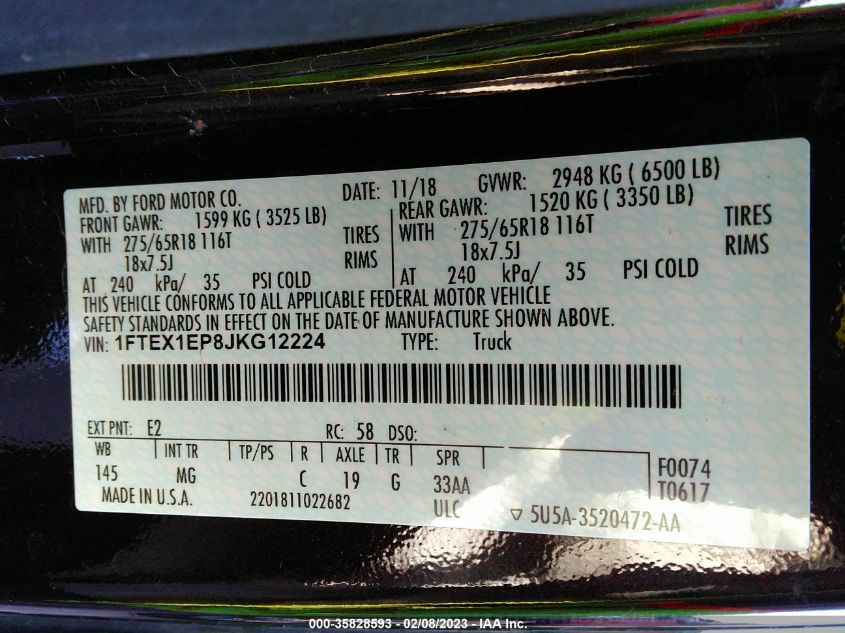 MFD. BY FORD MOTOR CO. DATE: 11/18 GVWR: 2948 KG ( 6500 LB)
FRONT GAWR: 1599 KG ( 3525 LB) REAR GAWR: 1520 KG ( 3350 LB)
WITH 275/65R18 116T TIRES WITH 275/65R18 116T TIRES
18x7.5J RIMS 18x7.5J RIMS
AT 240 kPa/ 35 PSI COLD AT 240 kPa/ 35 PSI COLD
THIS VEHICLE CONFORMS TO ALL APPLICABLE FEDERAL MOTOR VEHICLE
SAFETY STANDARDS IN EFFECT ON THE DATE OF MANUFACTURE SHOWN ABOVE.
VIN: 1FTEX1EP8JKG12224 TYPE: Truck
EXT PNT: E2 RC: 58 DSO:
WB INT TR TP/PS R AXLE TR SPR F0074
145 MG C 19 G 33AA T0617
MADE IN U.S.A. 2201811022682 ULC ▽ 5U5A-3520472-AA
000-35828593 — 02/08/2023 — IAA Inc.